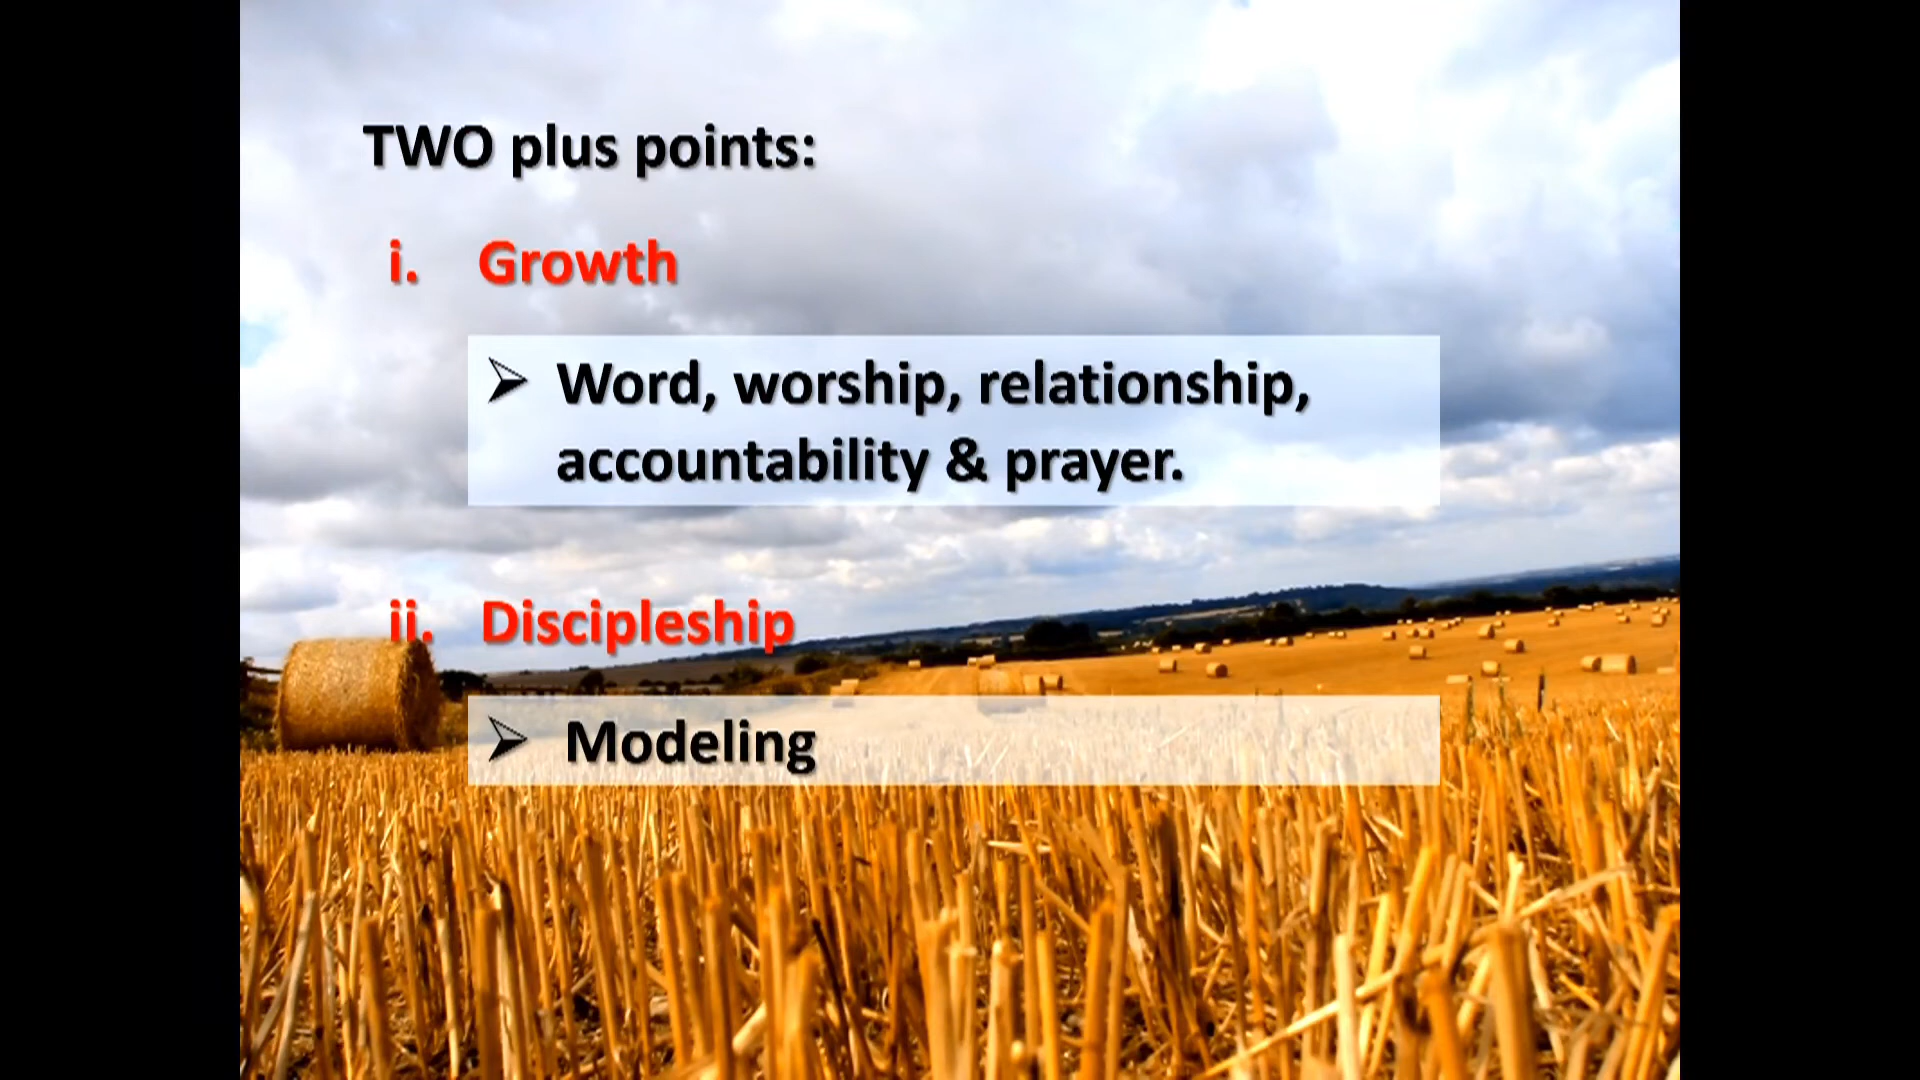 TWO plus points:
i. Growth
➢ Word, worship, relationship,
accountability & prayer.
ii. Discipleship
➢ Modeling